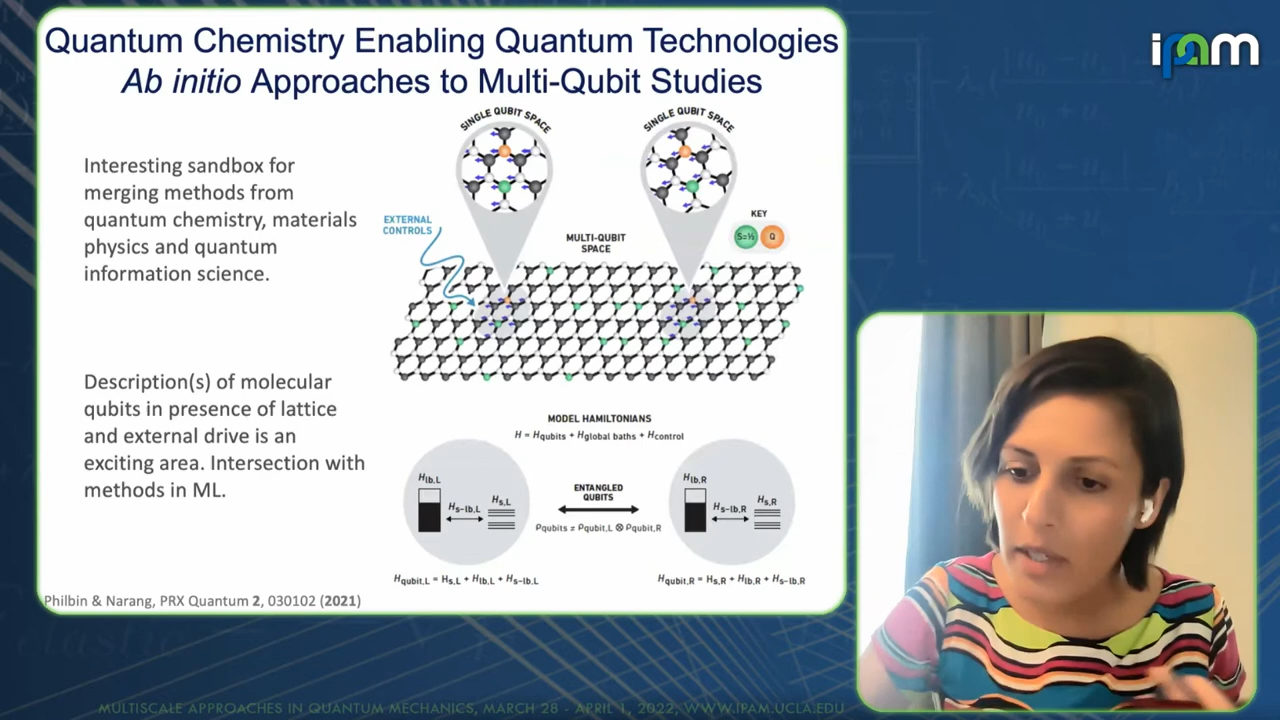 Quantum Chemistry Enabling Quantum Technologies
Ab initio Approaches to Multi-Qubit Studies
ipam
Interesting sandbox for
merging methods from
quantum chemistry, materials
physics and quantum
information science.
Description(s) of molecular
qubits in presence of lattice
and external drive is an
exciting area. Intersection with
methods in ML.
SINGLE QUBIT SPACE
SINGLE QUBIT SPACE
EXTERNAL
CONTROLS
MULTI-QUBIT
SPACE
KEY
S=½ Q
MODEL HAMILTONIANS
H = Hqubits + Hglobal baths + Hcontrol
Hlb,L
Hs-lb,L
Hs,L
ENTANGLED
QUBITS
ρqubits ≠ ρqubit,L ⊗ ρqubit,R
Hlb,R
Hs-lb,R
Hs,R
Hqubit,L = Hs,L + Hlb,L + Hs-lb,L
Hqubit,R = Hs,R + Hlb,R + Hs-lb,R
Philbin & Narang, PRX Quantum 2, 030102 (2021)
MULTISCALE APPROACHES IN QUANTUM MECHANICS, MARCH 28 - APRIL 1, 2022, WWW.IPAM.UCLA.EDU